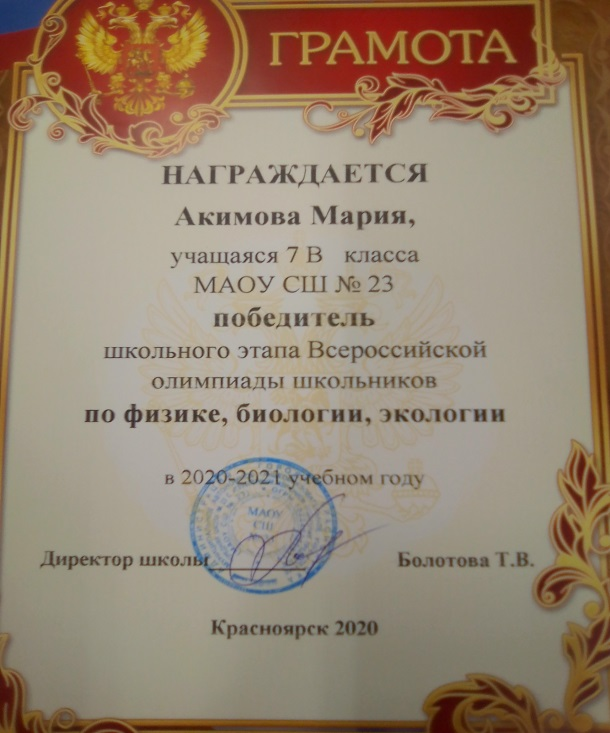 ГРАМОТА
НАГРАЖДАЕТСЯ
Акимова Мария,
учащаяся 7 В класса
МАОУ СШ № 23
победитель
школьного этапа Всероссийской
олимпиады школьников
по физике, биологии, экологии
в 2020-2021 учебном году
МАОУ
СШ
Директор школы Болотова Т.В.
Красноярск 2020